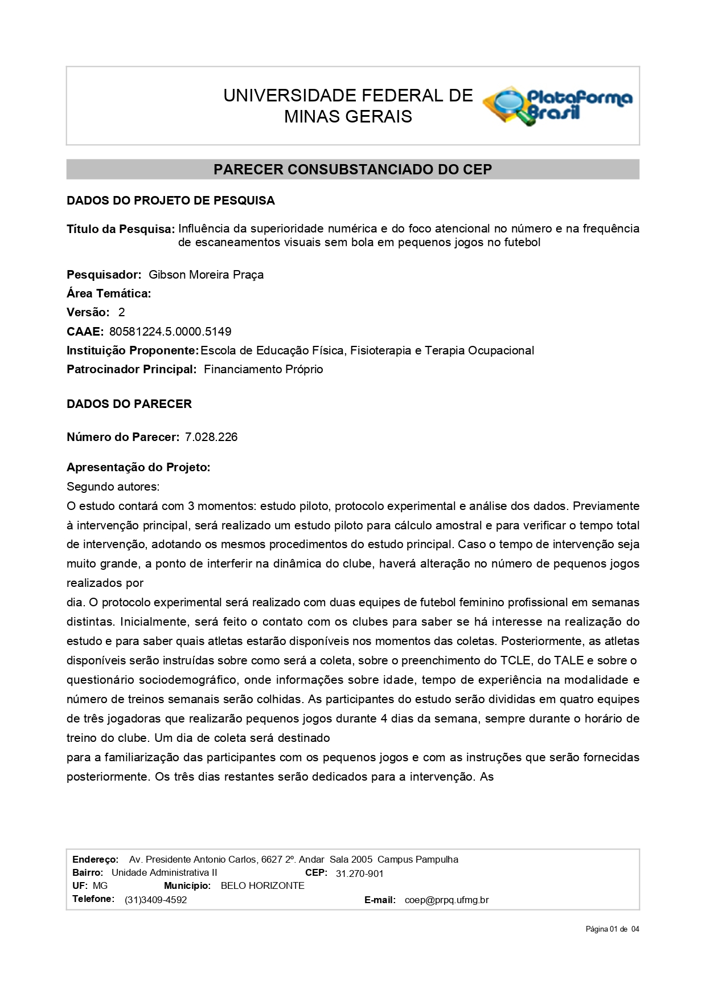 UNIVERSIDADE FEDERAL DE
MINAS GERAIS
PlataForma
Brasil
PARECER CONSUBSTANCIADO DO CEP
DADOS DO PROJETO DE PESQUISA
Título da Pesquisa: Influência da superioridade numérica e do foco atencional no número e na frequência
de escaneamentos visuais sem bola em pequenos jogos no futebol
Pesquisador: Gibson Moreira Praça
Área Temática:
Versão: 2
CAAE: 80581224.5.0000.5149
Instituição Proponente: Escola de Educação Física, Fisioterapia e Terapia Ocupacional
Patrocinador Principal: Financiamento Próprio
DADOS DO PARECER
Número do Parecer: 7.028.226
Apresentação do Projeto:
Segundo autores:
O estudo contará com 3 momentos: estudo piloto, protocolo experimental e análise dos dados. Previamente
à intervenção principal, será realizado um estudo piloto para cálculo amostral e para verificar o tempo total
de intervenção, adotando os mesmos procedimentos do estudo principal. Caso o tempo de intervenção seja
muito grande, a ponto de interferir na dinâmica do clube, haverá alteração no número de pequenos jogos
realizados por
dia. O protocolo experimental será realizado com duas equipes de futebol feminino profissional em semanas
distintas. Inicialmente, será feito o contato com os clubes para saber se há interesse na realização do
estudo e para saber quais atletas estarão disponíveis nos momentos das coletas. Posteriormente, as atletas
disponíveis serão instruídas sobre como será a coleta, sobre o preenchimento do TCLE, do TALE e sobre o
questionário sociodemográfico, onde informações sobre idade, tempo de experiência na modalidade e
número de treinos semanais serão colhidas. As participantes do estudo serão divididas em quatro equipes
de três jogadoras que realizarão pequenos jogos durante 4 dias da semana, sempre durante o horário de
treino do clube. Um dia de coleta será destinado
para a familiarização das participantes com os pequenos jogos e com as instruções que serão fornecidas
posteriormente. Os três dias restantes serão dedicados para a intervenção. As
Endereço: Av. Presidente Antonio Carlos, 6627 2º. Andar Sala 2005 Campus Pampulha
Bairro: Unidade Administrativa II CEP: 31.270-901
UF: MG Município: BELO HORIZONTE
Telefone: (31)3409-4592 E-mail: coep@prpq.ufmg.br
Página 01 de 04